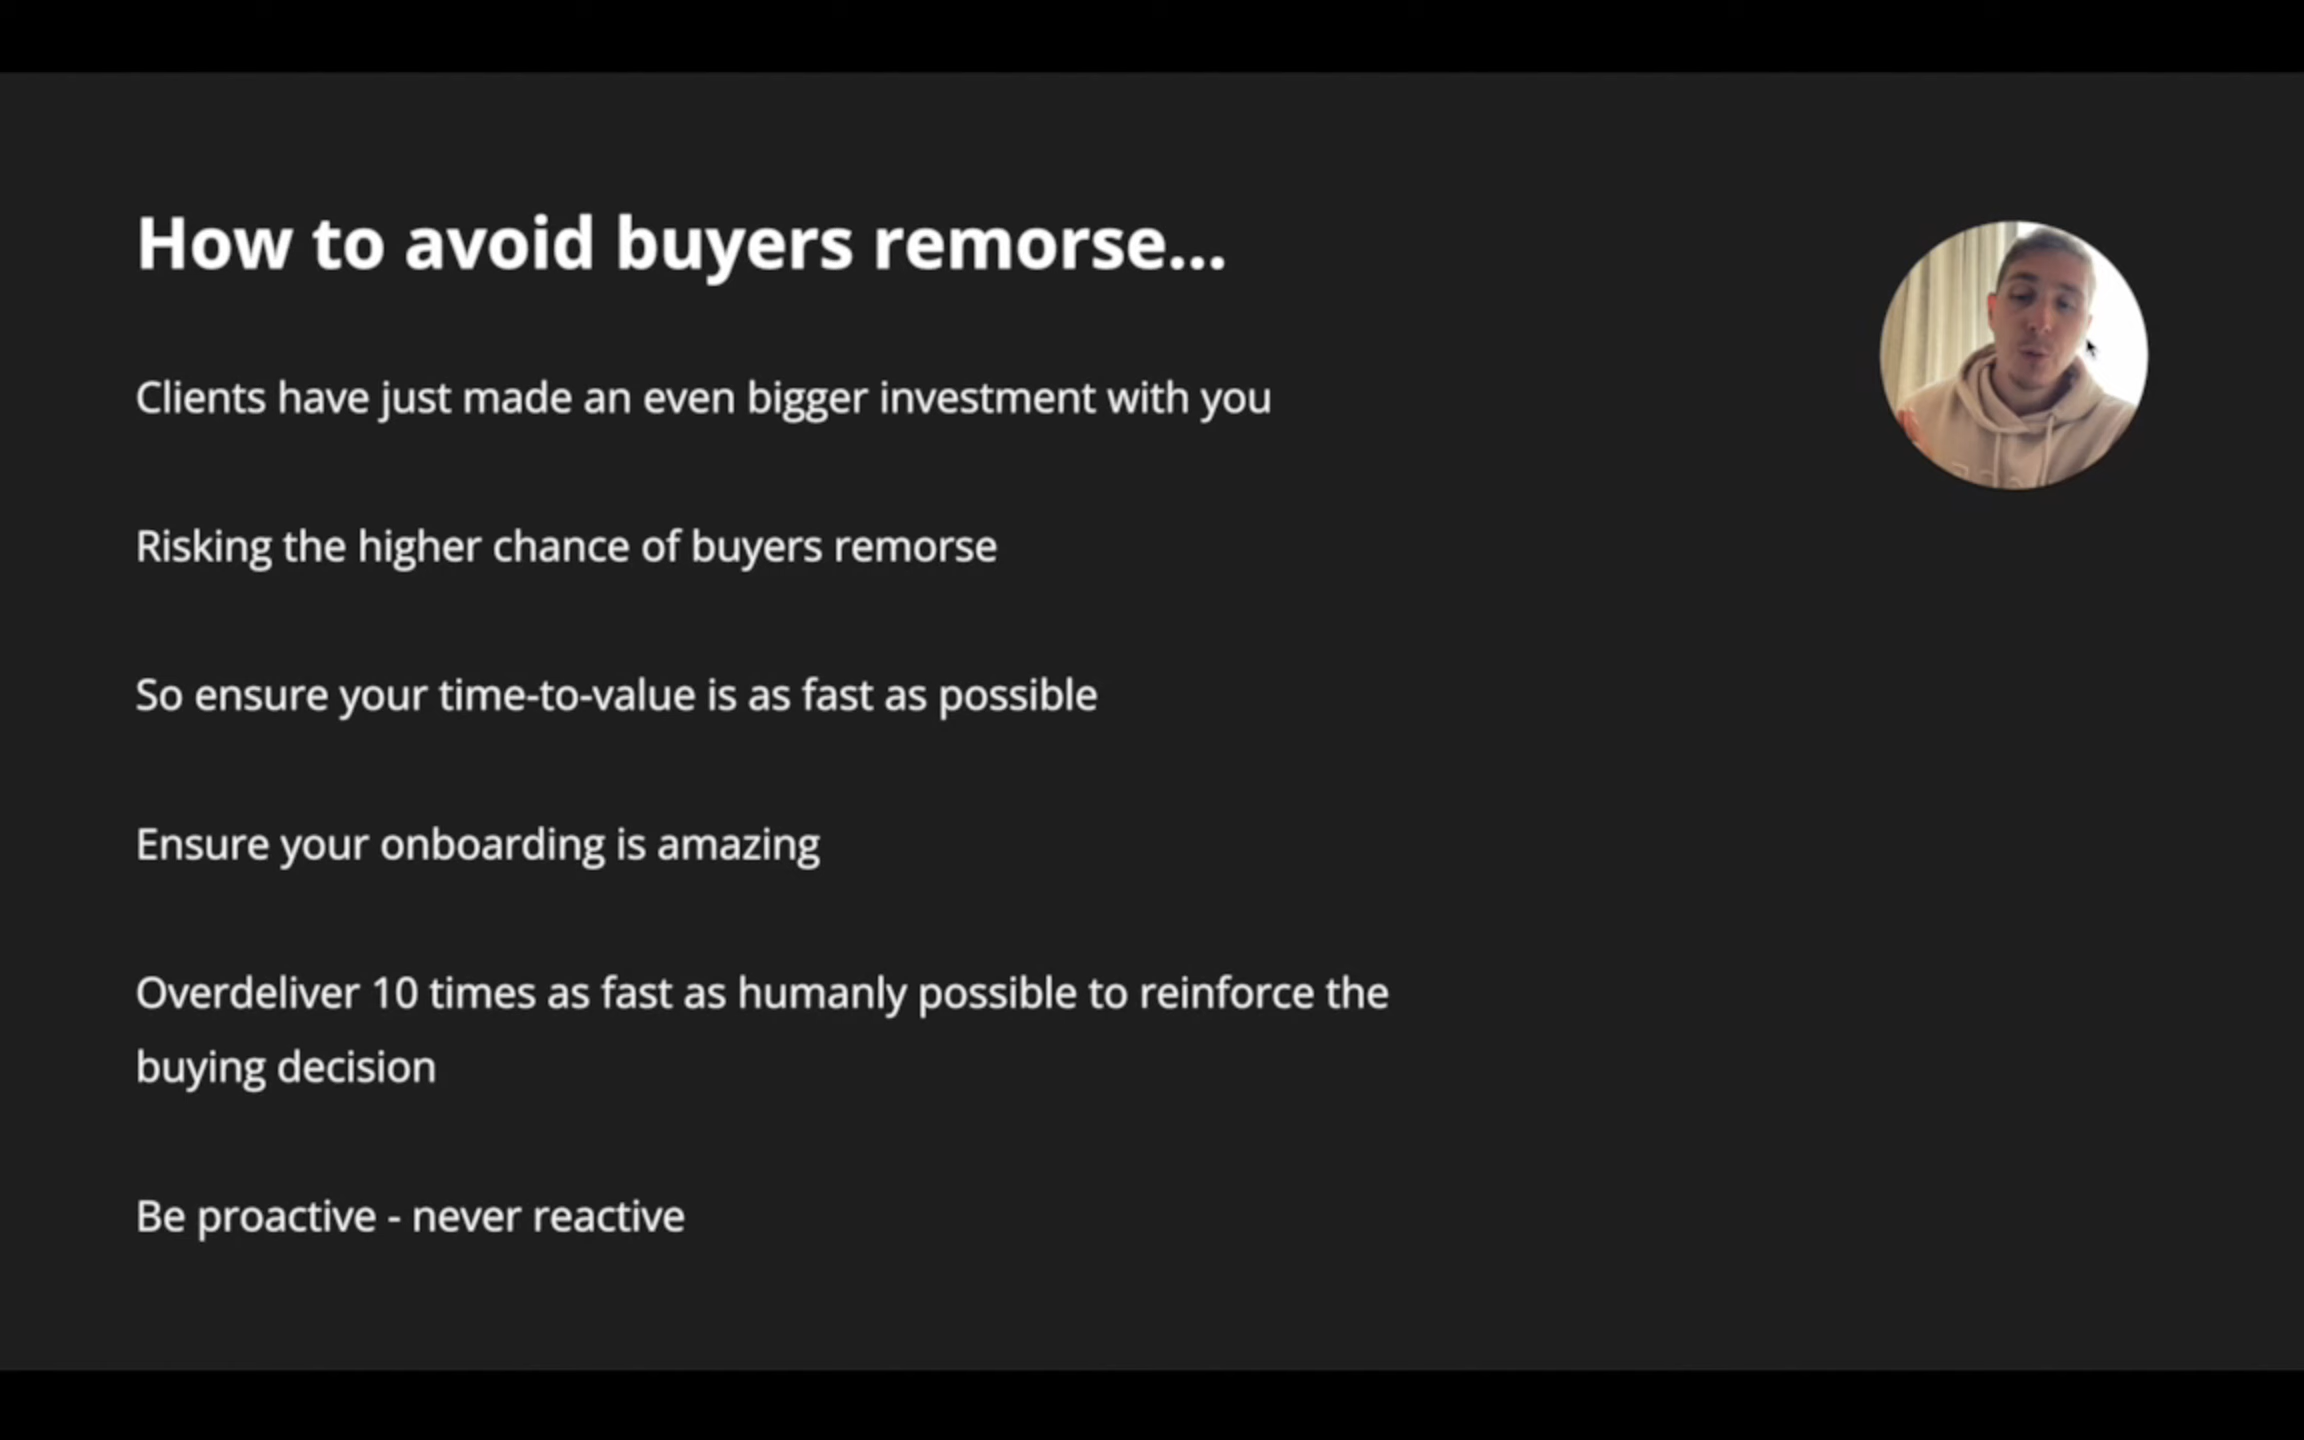 How to avoid buyers remorse...
Clients have just made an even bigger investment with you
Risking the higher chance of buyers remorse
So ensure your time-to-value is as fast as possible
Ensure your onboarding is amazing
Overdeliver 10 times as fast as humanly possible to reinforce the
buying decision
Be proactive - never reactive